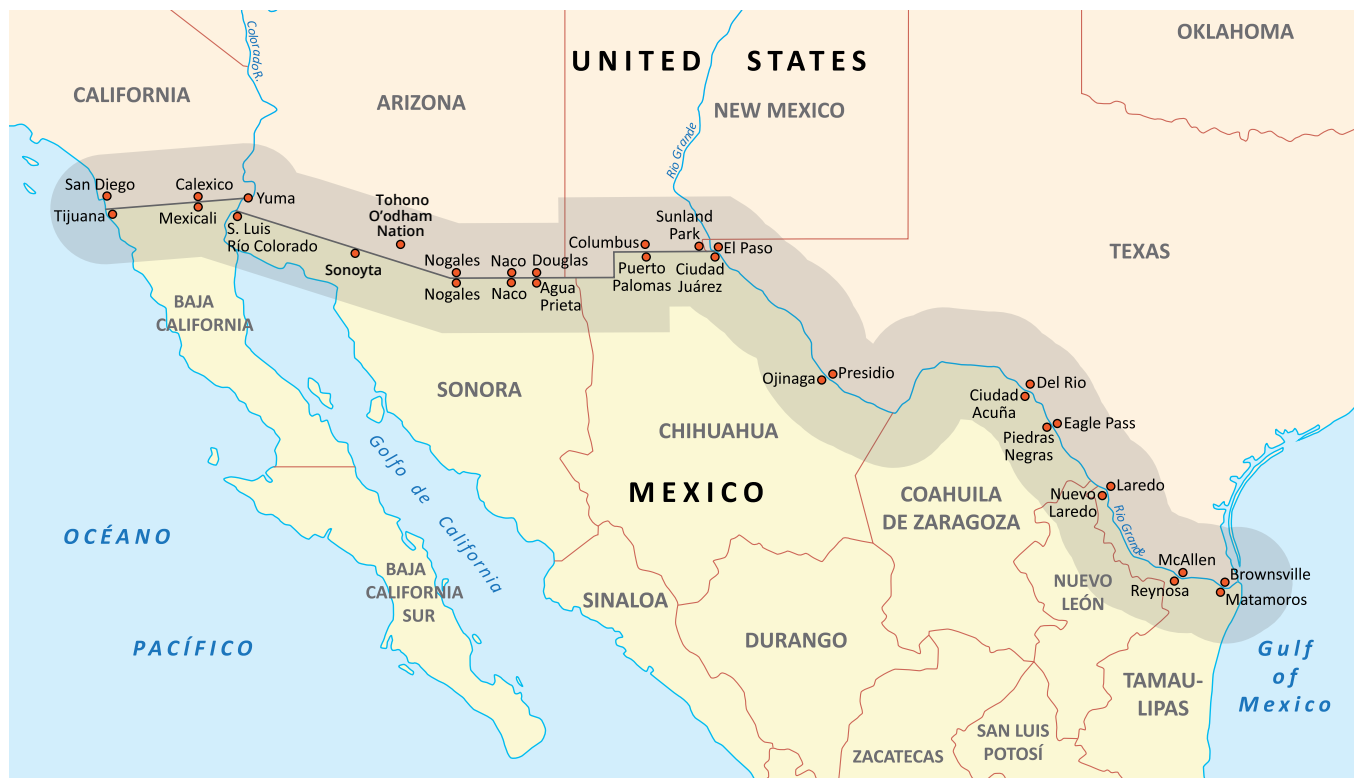 OKLAHOMA
Colorado R.
UNITED STATES
CALIFORNIA
ARIZONA
NEW MEXICO
Rio Grande
San Diego
Calexico
Yuma
Tohono
O'odham
Nation
Tijuana
Mexicali
S. Luis
Río Colorado
Sunland
Park
Columbus
El Paso
TEXAS
Sonoyta
Nogales
Naco
Douglas
Puerto
Palomas
Ciudad
Juárez
Nogales
Naco
Agua
Prieta
BAJA
CALIFORNIA
Ojinaga
Presidio
SONORA
Del Rio
Ciudad
Acuña
Eagle Pass
Piedras
Negras
CHIHUAHUA
Golfo de California
MEXICO
COAHUILA
DE ZARAGOZA
Laredo
Nuevo
Laredo
Rio Grande
OCÉANO
PACÍFICO
BAJA
CALIFORNIA
SUR
SINALOA
DURANGO
NUEVO
LEÓN
McAllen
Reynosa
Brownsville
Matamoros
Gulf
of
Mexico
TAMAU-
LIPAS
SAN LUIS
POTOSÍ
ZACATECAS